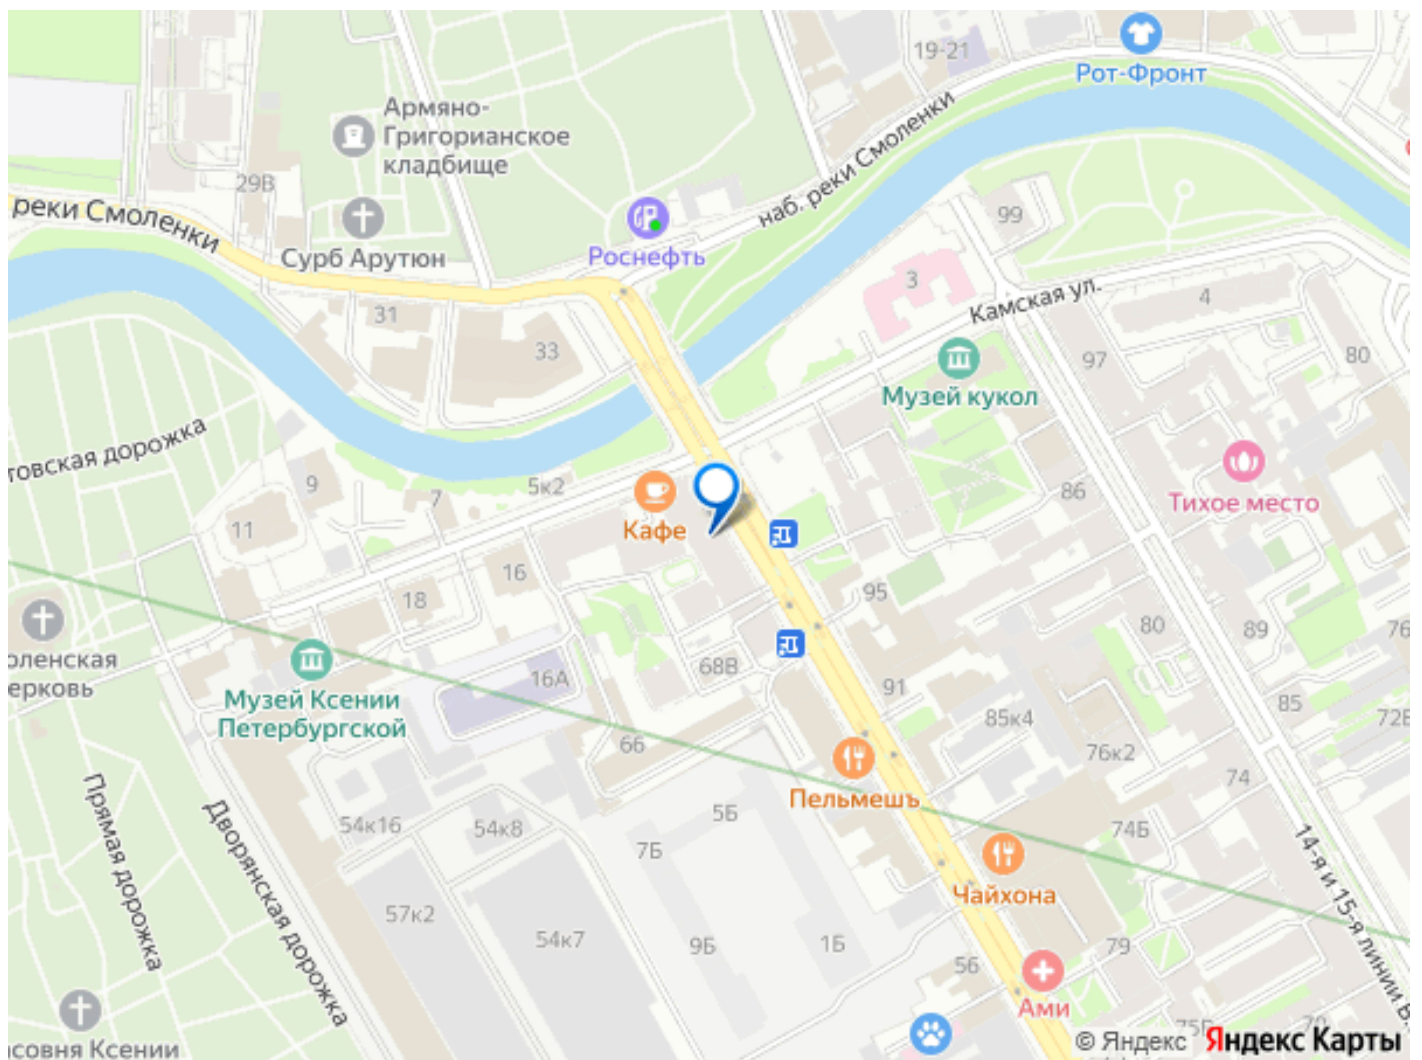 19-21
Рот-Фронт
Армяно-
Григорианское
кладбище
29В
наб. реки Смоленки
реки Смоленки
99
Сурб Арутюн
Роснефть
3
Камская ул.
4
31
33
97
80
Музей кукол
товская дорожка
9
7
5к2
86
Тихое место
11
Кафе
16
18
95
80
89
76
оленская
ерковь
68В
16А
91
85
Музей Ксении
Петербургской
85к4
72В
66
76к2
74
Пельмешъ
5Б
54к16
54к8
74Б
7Б
Прямая дорожка
Дворянская дорожка
14-я и 15-я линии В.
Чайхона
57к2
54к7
9Б
1Б
79
56
Ами
совня Ксении
© Яндекс
Яндекс Карты